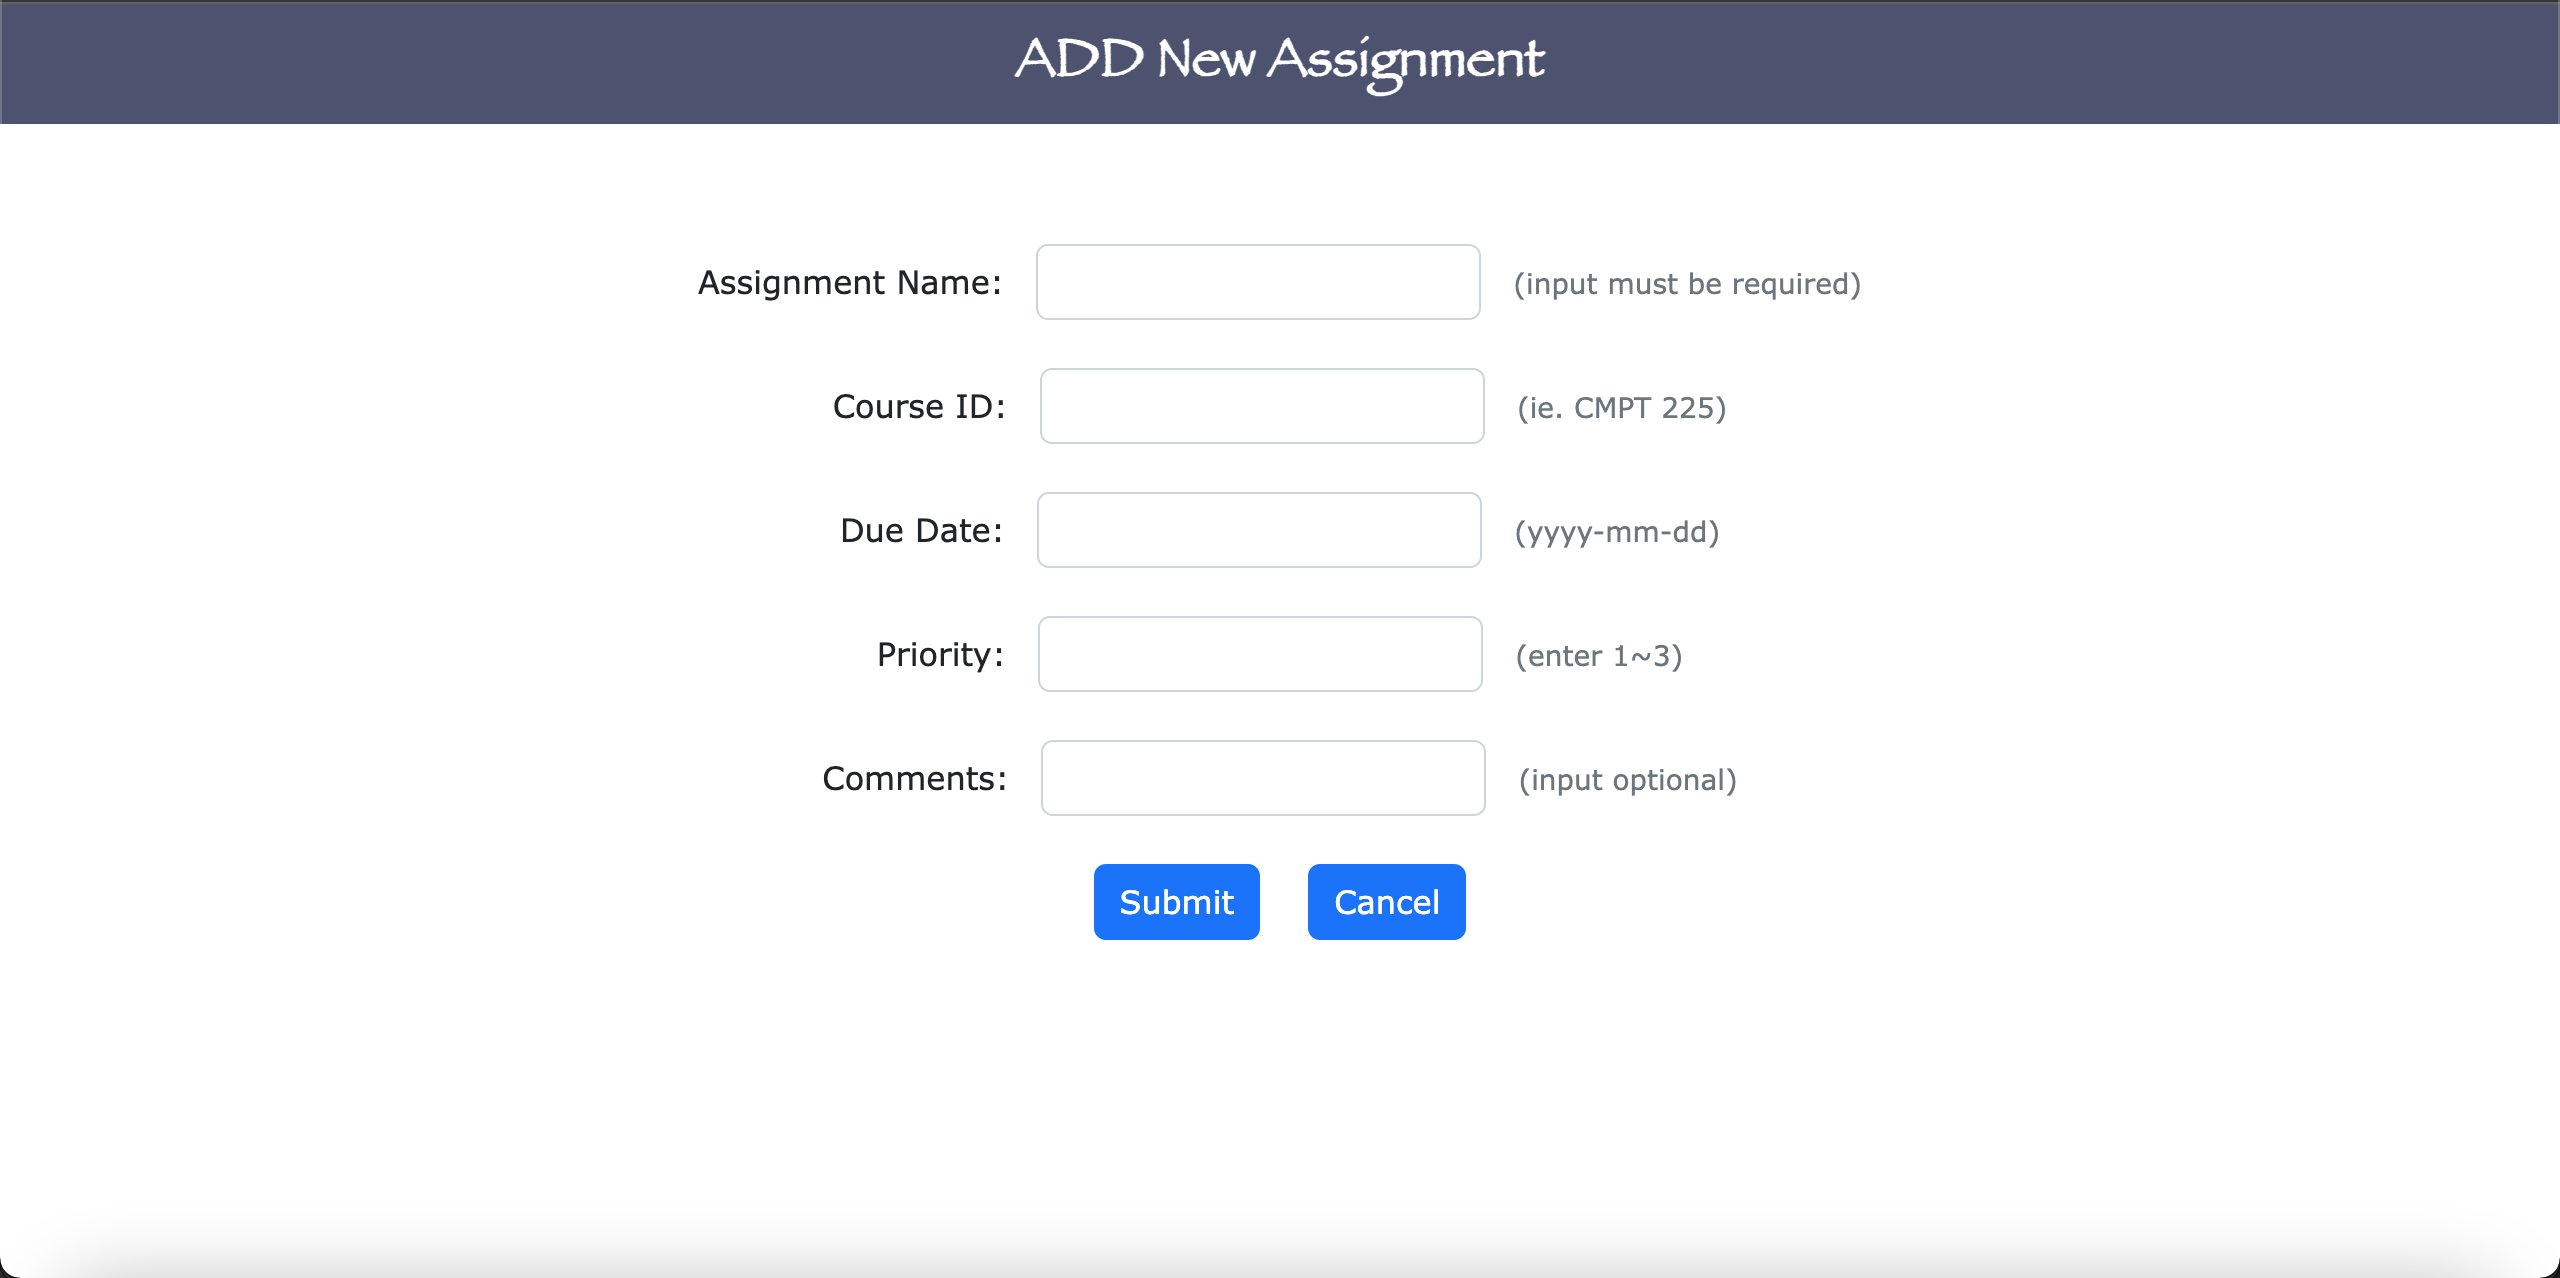 ADD New Assignment
Assignment Name: (input must be required)
Course ID: (ie. CMPT 225)
Due Date: (yyyy-mm-dd)
Priority: (enter 1~3)
Comments: (input optional)
Submit Cancel